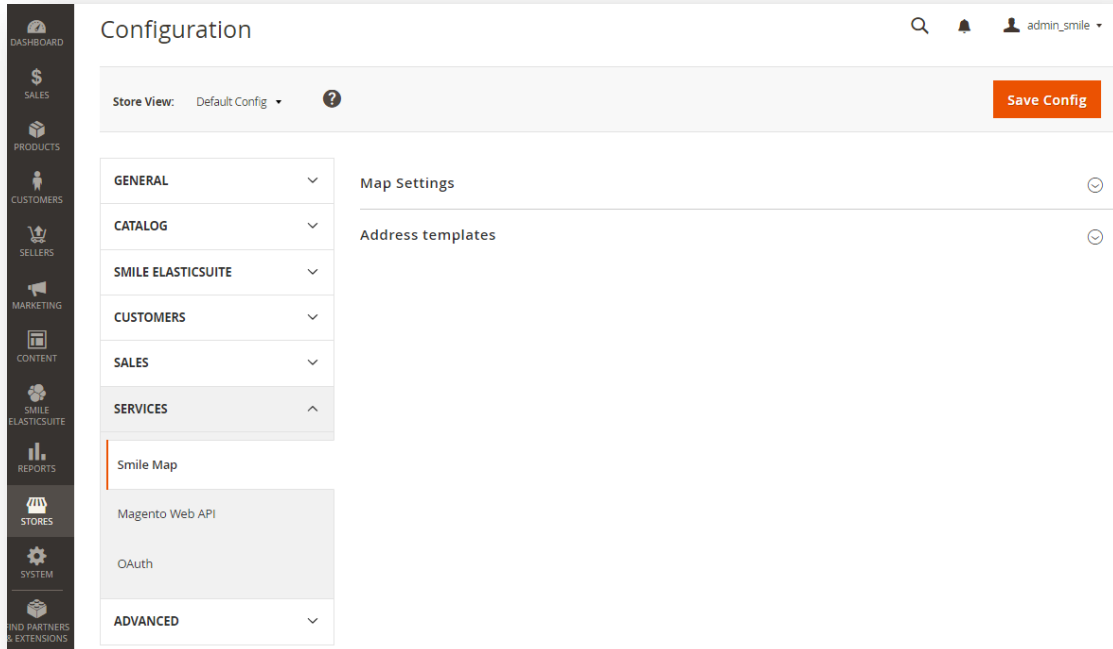 DASHBOARD
$
SALES
PRODUCTS
CUSTOMERS
SELLERS
MARKETING
CONTENT
SMILE
ELASTICSUITE
REPORTS
STORES
SYSTEM
FIND PARTNERS
& EXTENSIONS
Configuration
admin_smile
Store View: Default Config ?
Save Config
GENERAL
CATALOG
SMILE ELASTICSUITE
CUSTOMERS
SALES
SERVICES
Smile Map
Magento Web API
OAuth
ADVANCED
Map Settings
Address templates